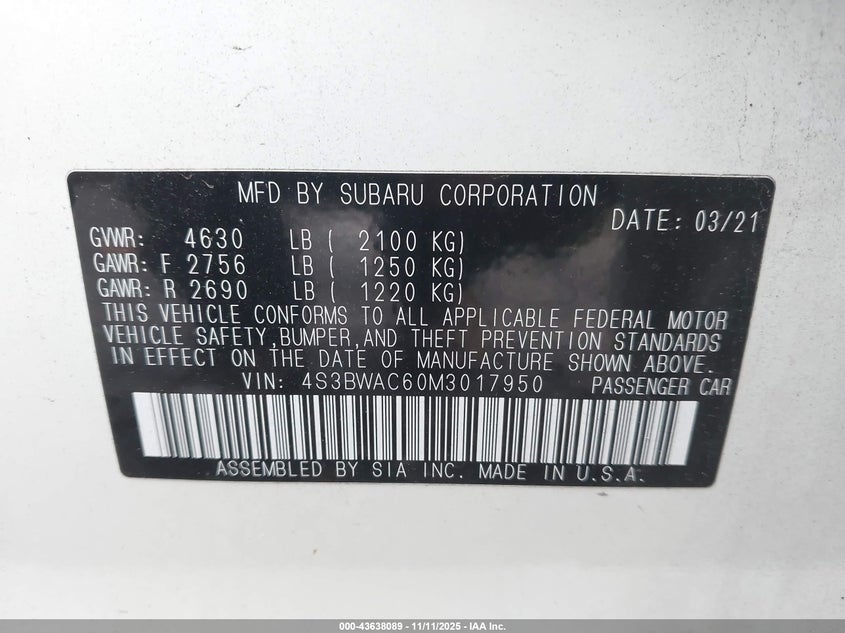 MFD BY SUBARU CORPORATION
DATE: 03/21
GVWR: 4630 LB ( 2100 KG)
GAWR: F 2756 LB ( 1250 KG)
GAWR: R 2690 LB ( 1220 KG)
THIS VEHICLE CONFORMS TO ALL APPLICABLE FEDERAL MOTOR
VEHICLE SAFETY,BUMPER,AND THEFT PREVENTION STANDARDS
IN EFFECT ON THE DATE OF MANUFACTURE SHOWN ABOVE.
VIN: 4S3BWAC60M3017950 PASSENGER CAR
ASSEMBLED BY SIA INC. MADE IN U.S.A.
000-43638089 - 11/11/2025 - IAA Inc.